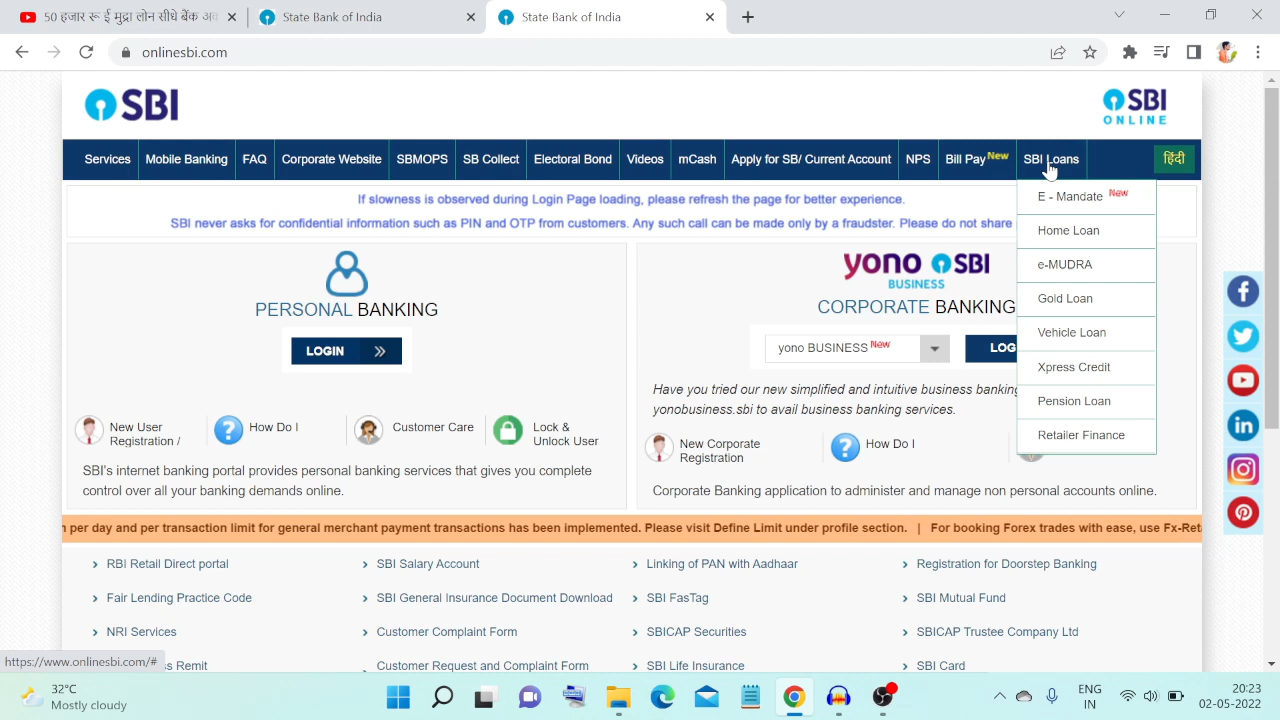 50 हजार रू ई मुद्रा लोन सीधे बैंक अक
State Bank of India
State Bank of India
onlinesbi.com
SBI
SBI
ONLINE
Services Mobile Banking FAQ Corporate Website SBMOPS SB Collect Electoral Bond Videos mCash Apply for SB/ Current Account NPS Bill Pay New SBI Loans हिंदी
If slowness is observed during Login Page loading, please refresh the page for better experience.
SBI never asks for confidential information such as PIN and OTP from customers. Any such call can be made only by a fraudster. Please do not share
E - Mandate New
Home Loan
e-MUDRA
Gold Loan
Vehicle Loan
Xpress Credit
Pension Loan
Retailer Finance
PERSONAL BANKING
LOGIN
New User
Registration /
How Do I
Customer Care
Lock &
Unlock User
SBI's internet banking portal provides personal banking services that gives you complete
control over all your banking demands online.
yono SBI
BUSINESS
CORPORATE BANKING
yono BUSINESS New
LOG
Have you tried our new simplified and intuitive business banking
yonobusiness.sbi to avail business banking services.
New Corporate
Registration
How Do I
Corporate Banking application to administer and manage non personal accounts online.
n per day and per transaction limit for general merchant payment transactions has been implemented. Please visit Define Limit under profile section. | For booking Forex trades with ease, use Fx-Reta
RBI Retail Direct portal SBI Salary Account Linking of PAN with Aadhaar Registration for Doorstep Banking
Fair Lending Practice Code SBI General Insurance Document Download SBI FasTag SBI Mutual Fund
NRI Services Customer Complaint Form SBICAP Securities SBICAP Trustee Company Ltd
s Remit Customer Request and Complaint Form SBI Life Insurance SBI Card
https://www.onlinesbi.com/#
32°C
Mostly cloudy
ENG
IN
20:23
02-05-2022